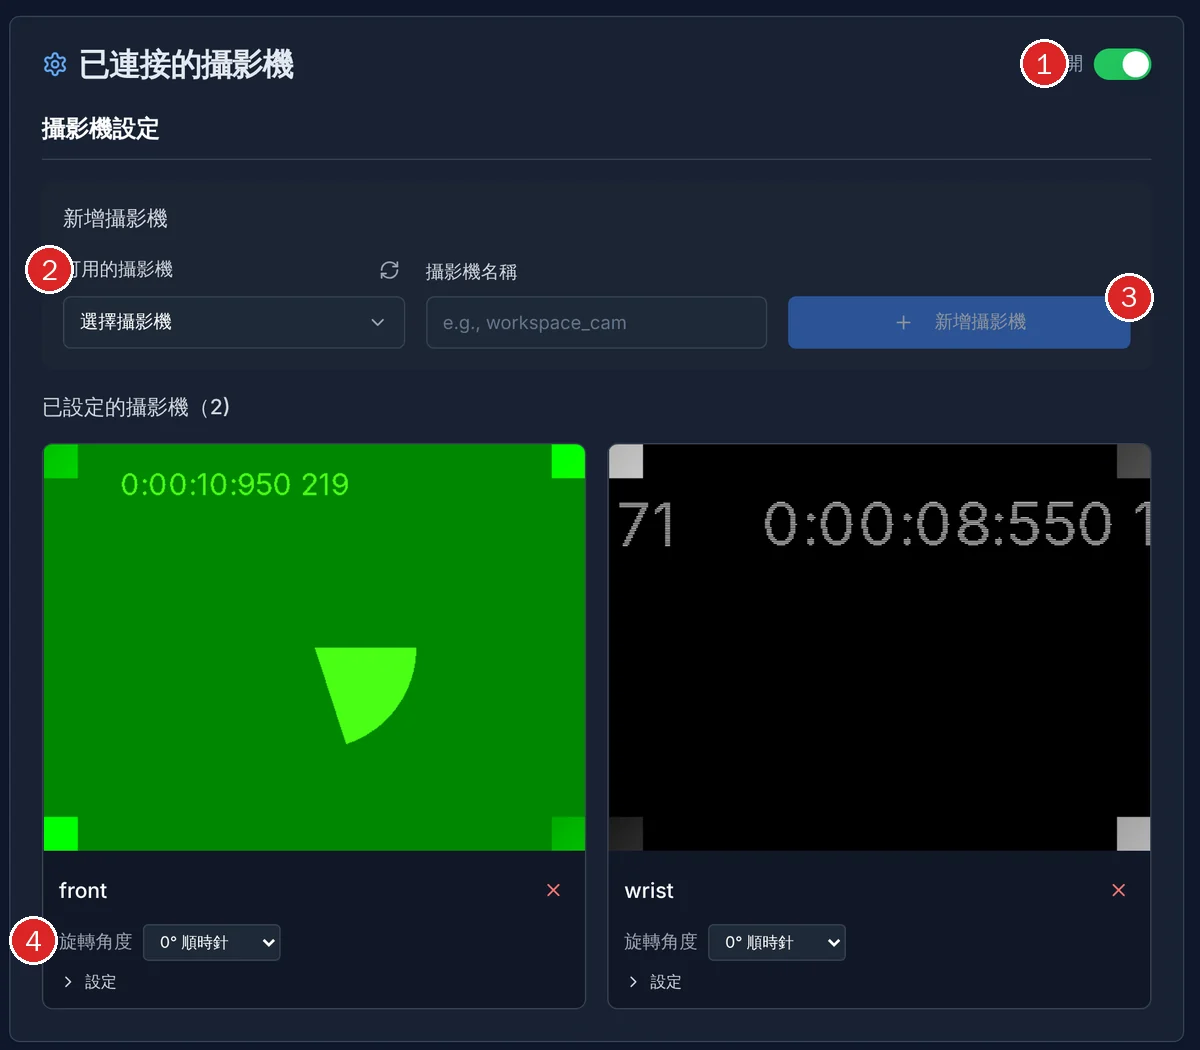 已連接的攝影機
1 開
攝影機設定
新增攝影機
2 可用的攝影機
攝影機名稱
3
選擇攝影機
e.g., workspace_cam
+ 新增攝影機
已設定的攝影機（2）
0:00:10:950 219
71 0:00:08:550 1
front
wrist
4 旋轉角度 0° 順時針
旋轉角度 0° 順時針
設定
設定